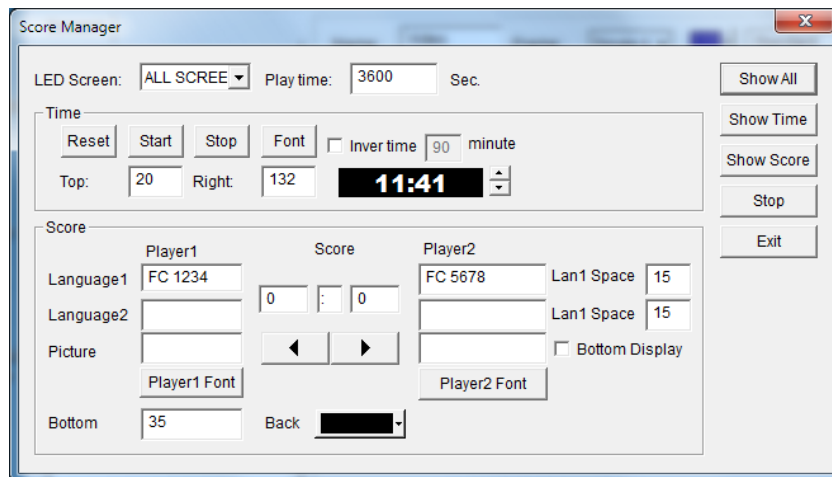 Score Manager
LED Screen: ALL SCREE Play time: 3600 Sec. Show All
Time
Reset Start Stop Font Inver time 90 minute Show Time
Top: 20 Right: 132 11:41 Show Score
Stop
Score
Player1 Score Player2 Exit
Language1 FC 1234 FC 5678 Lan1 Space 15
0 : 0
Language2 Lan1 Space 15
Picture Bottom Display
Player1 Font Player2 Font
Bottom 35 Back